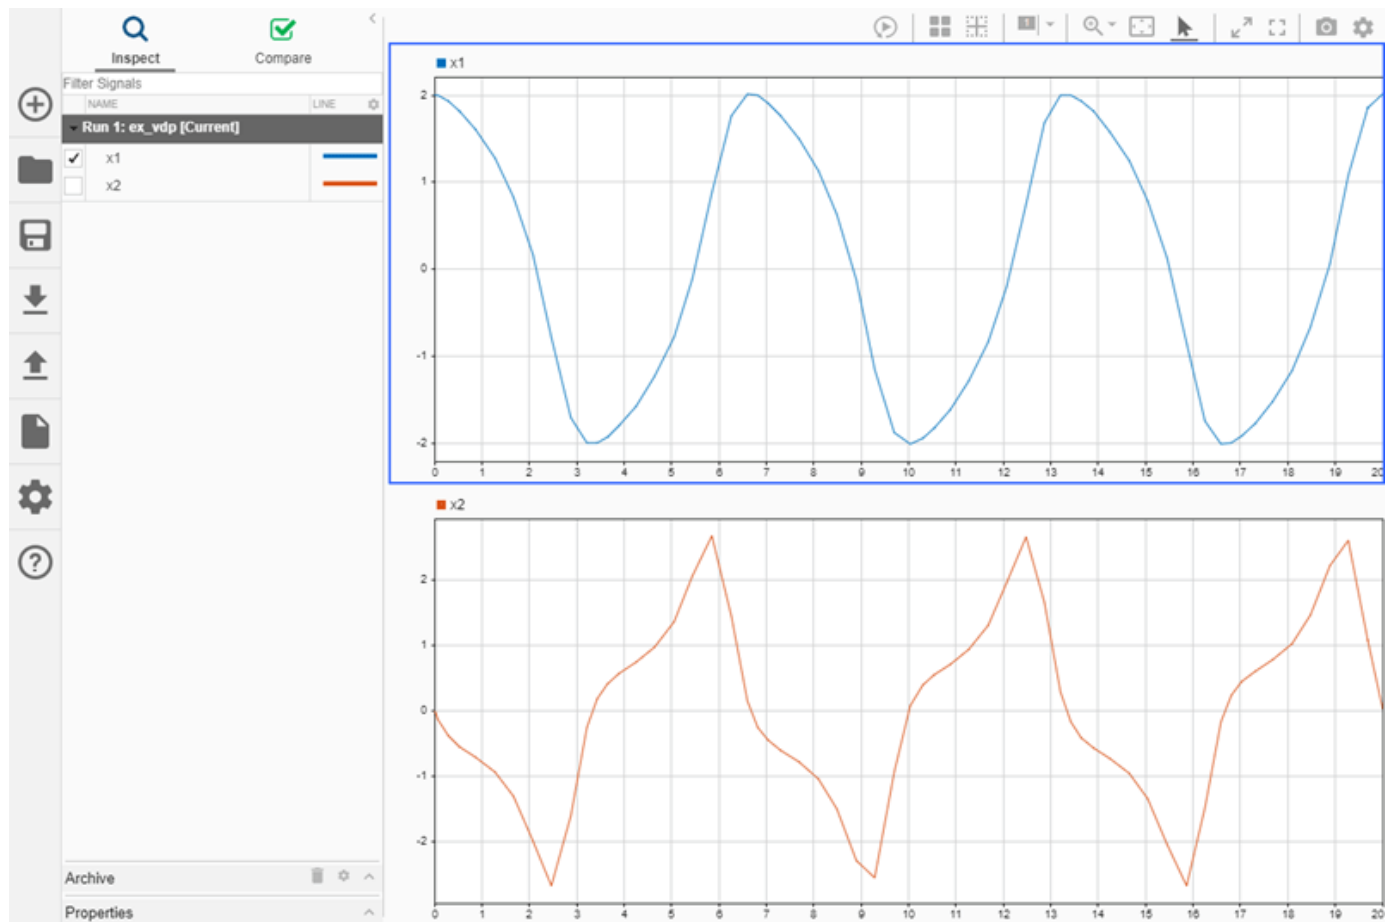 Inspect
Compare
Filter Signals
NAME
LINE
Run 1: ex_vdp [Current]
x1
x2
Archive
Properties
1
x1
2
1
0
-1
-2
0 1 2 3 4 5 6 7 8 9 10 11 12 13 14 15 16 17 18 19 20
x2
2
1
0
-1
-2
0 1 2 3 4 5 6 7 8 9 10 11 12 13 14 15 16 17 18 19 20